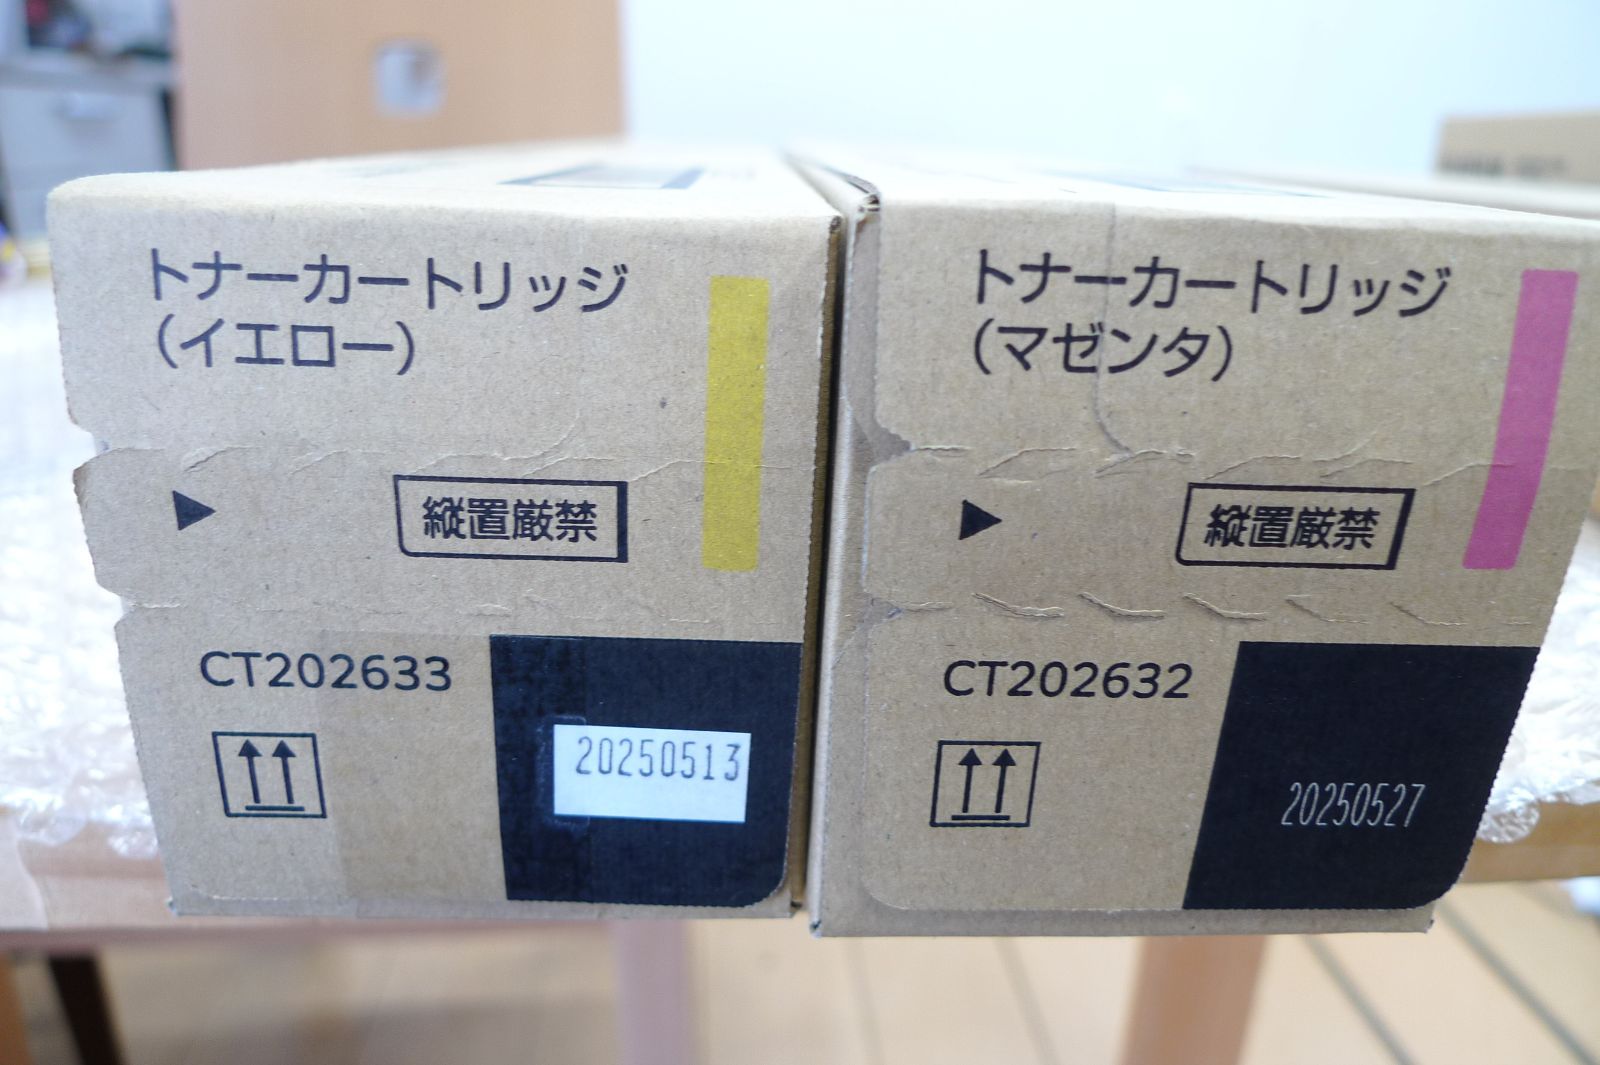 トナーカートリッジ
(イエロー)
縦置厳禁
CT202633
20250513
トナーカートリッジ
(マゼンタ)
縦置厳禁
CT202632
20250527